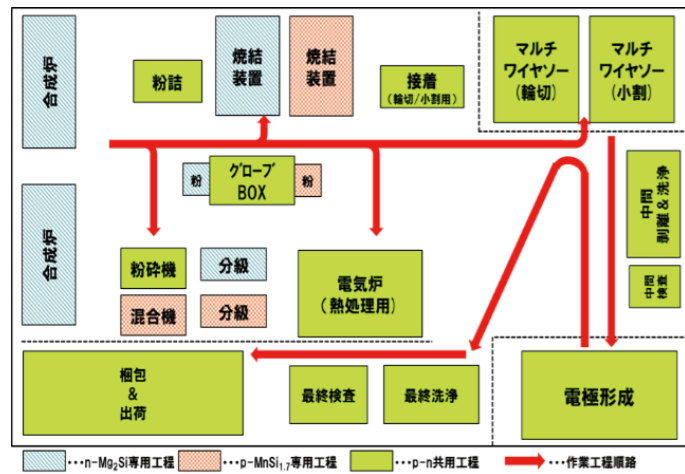 合成炉
粉詰
焼結
装置
焼結
装置
接着
(輪切/小割用)
マルチ
ワイヤソー
(輪切)
マルチ
ワイヤソー
(小割)
粉
グローブ
BOX
粉
中間
剥離&洗浄
合成炉
粉砕機
分級
電気炉
(熱処理用)
中間
検査
混合機
分級
梱包
&
出荷
最終検査
最終洗浄
電極形成
・・・n-Mg2Si専用工程
・・・p-MnSi1.7専用工程
・・・p-n共用工程
・・・作業工程順路